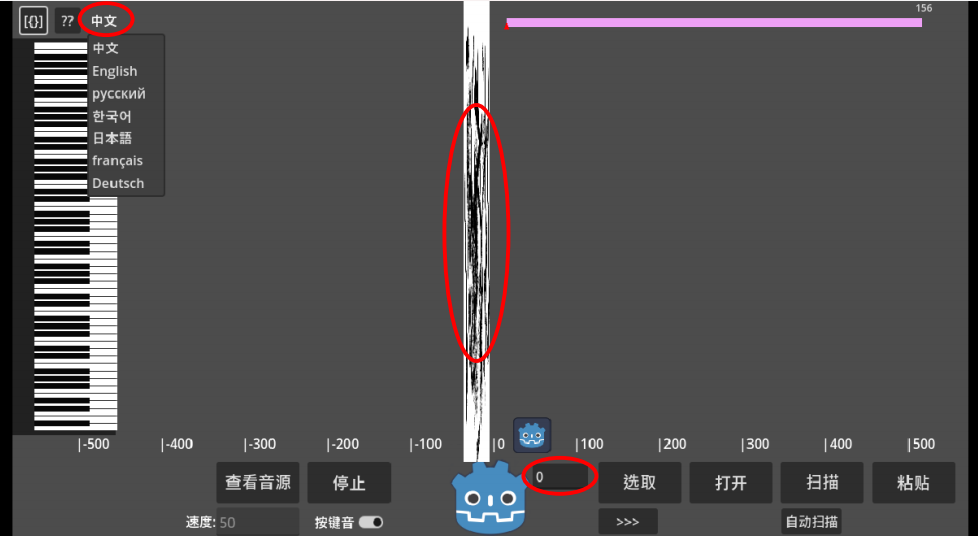 [{}] ?? 中文
156
中文
English
русский
한국어
日本語
français
Deutsch
|-500 |-400 |-300 |-200 |-100 |0 |100 |200 |300 |400 |500
查看音源 停止 0 选取 打开 扫描 粘贴
速度: 50 按键音 >>> 自动扫描